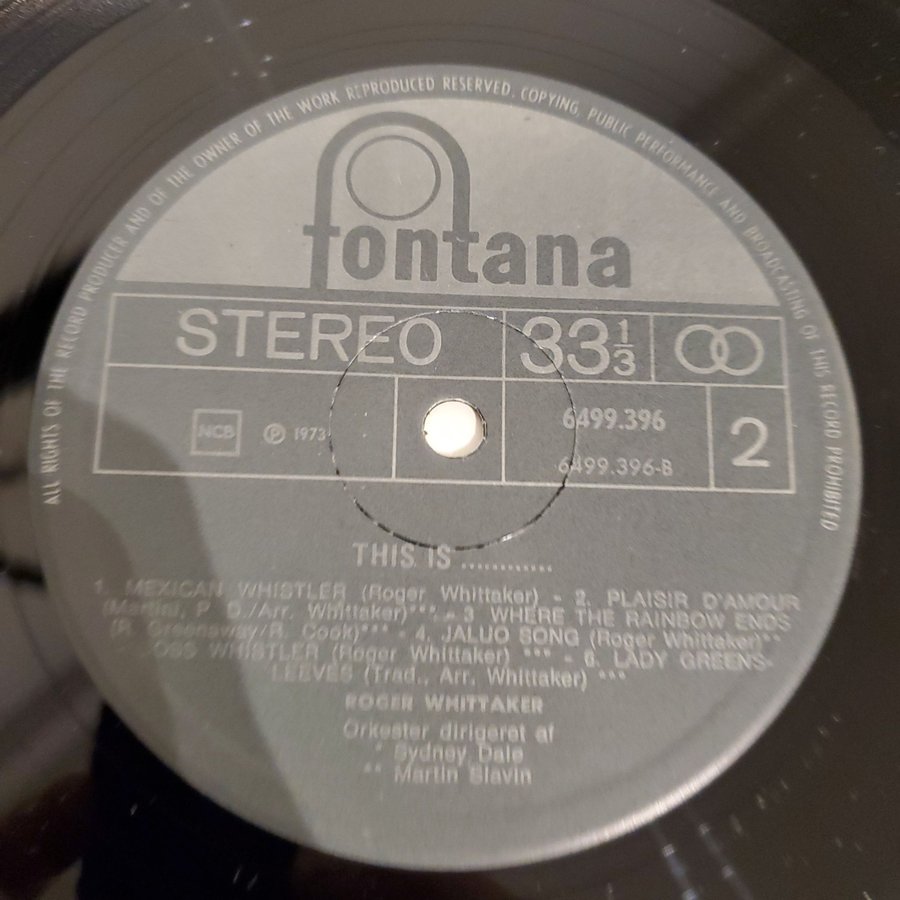 ALL RIGHTS OF THE RECORD PRODUCER AND OF THE OWNER OF THE WORK REPRODUCED RESERVED. COPYING, PUBLIC PERFORMANCE AND BROADCASTING OF THIS RECORD PROHIBITED
fontana
STEREO 33 1/3
NCB ℗ 1973 6499.396 2
6499.396-B
THIS IS ............
1. MEXICAN WHISTLER (Roger Whittaker) - 2. PLAISIR D'AMOUR
(Martini, P. D./Arr. Whittaker)*** - 3 WHERE THE RAINBOW ENDS
(R. Greenaway/R. Cook)*** - 4. JALUO SONG (Roger Whittaker)**
OSS WHISTLER (Roger Whittaker) *** - 6. LADY GREENS-
LEEVES (Trad., Arr. Whittaker) ***
ROGER WHITTAKER
Orkester dirigeret af
* Sydney Dale
** Martin Slavin